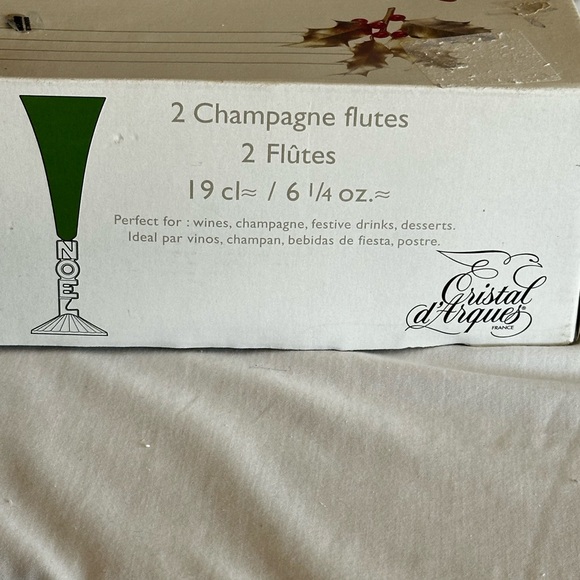 2 Champagne flutes
2 Flûtes
19 cl≈ / 6 1/4 oz.≈
Perfect for : wines, champagne, festive drinks, desserts.
Ideal par vinos, champan, bebidas de fiesta, postre.
NOEL
Cristal
d'Arques®
FRANCE